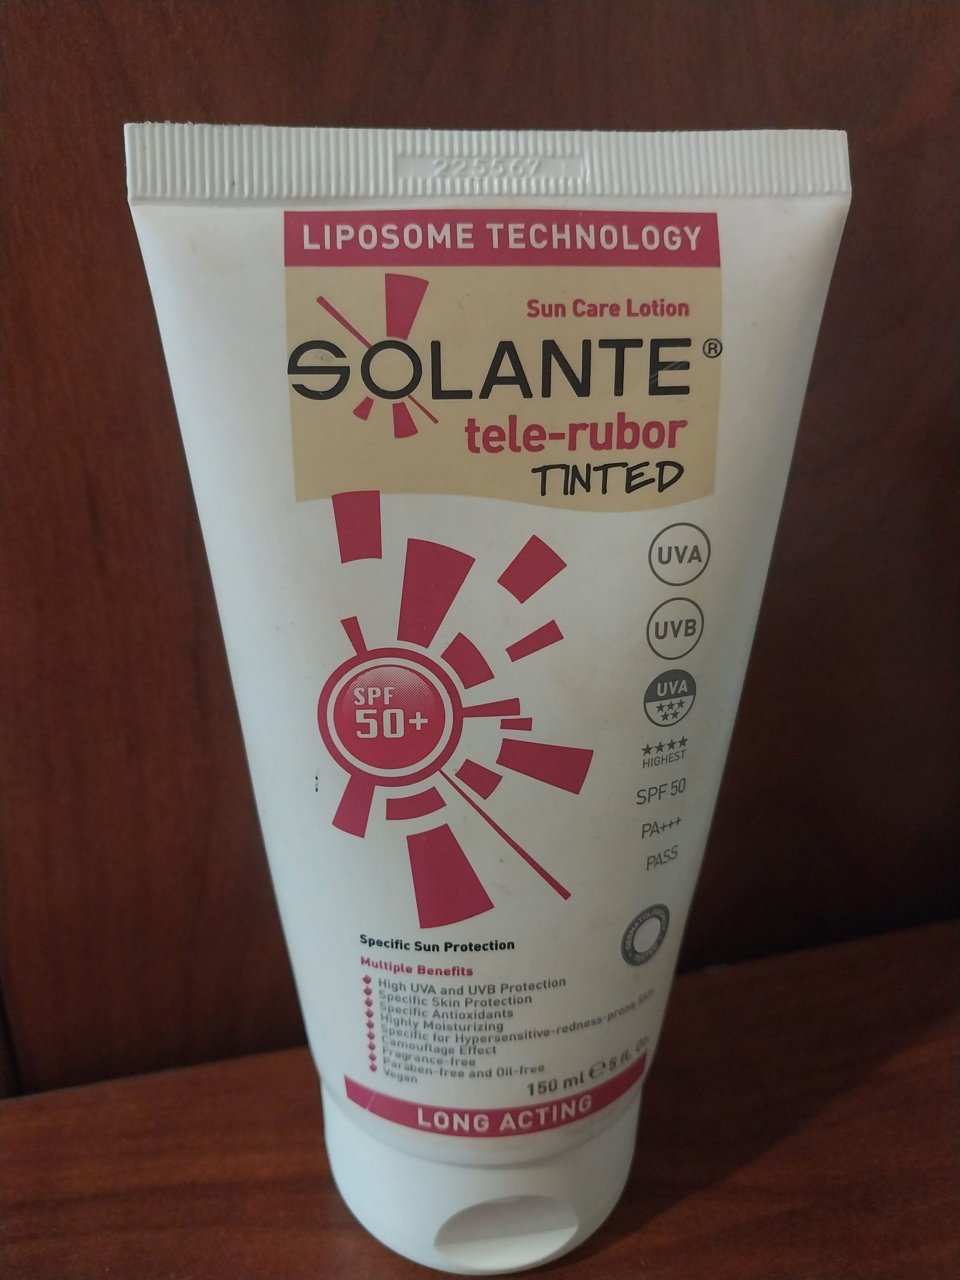 225567
LIPOSOME TECHNOLOGY
Sun Care Lotion
SOLANTE®
tele-rubor
TINTED
UVA
UVB
UVA
HIGHEST
SPF 50
PA+++
PASS
SPF
50+
Specific Sun Protection
Multiple Benefits
High UVA and UVB Protection
Specific Skin Protection
Specific Antioxidants
Highly Moisturizing
Specific for Hypersensitive-redness-prone Skin
Camouflage Effect
Fragrance-free
Paraben-free and Oil-free
Vegan
150 ml ℮ 5 fl. Oz.
LONG ACTING